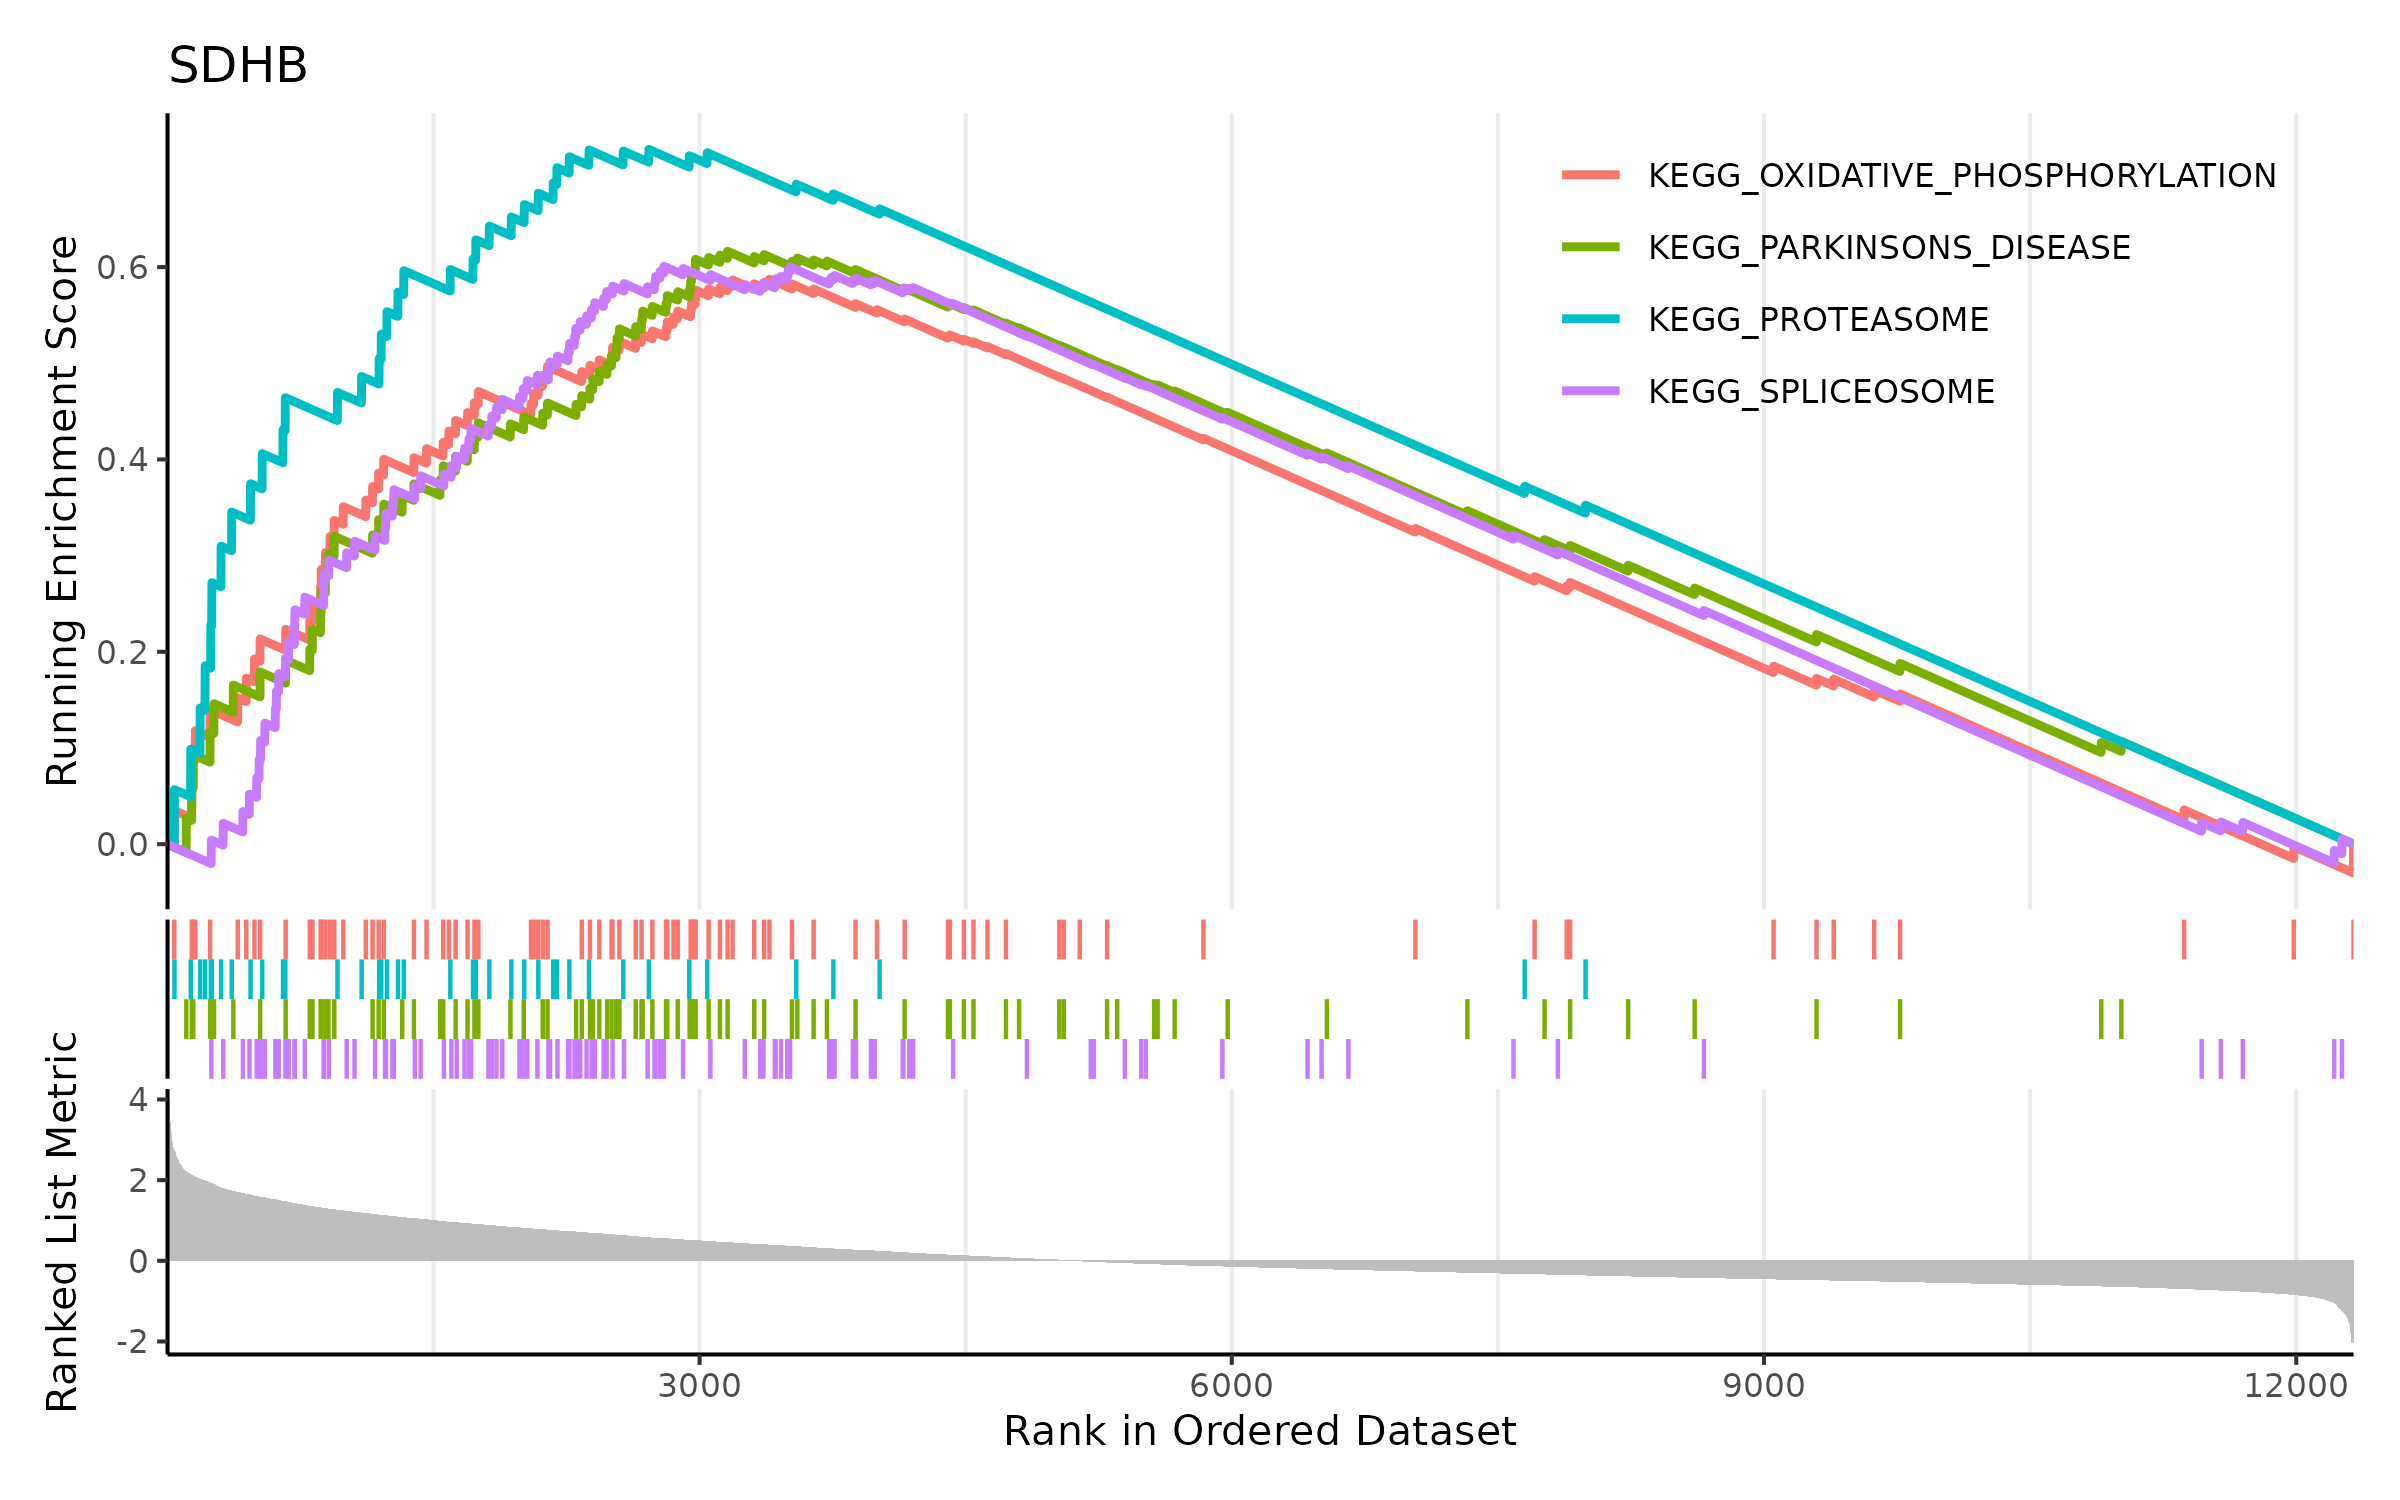 SDHB
Running Enrichment Score
0.6
0.4
0.2
0.0
KEGG_OXIDATIVE_PHOSPHORYLATION
KEGG_PARKINSONS_DISEASE
KEGG_PROTEASOME
KEGG_SPLICEOSOME
Ranked List Metric
4
2
0
-2
3000
6000
9000
12000
Rank in Ordered Dataset